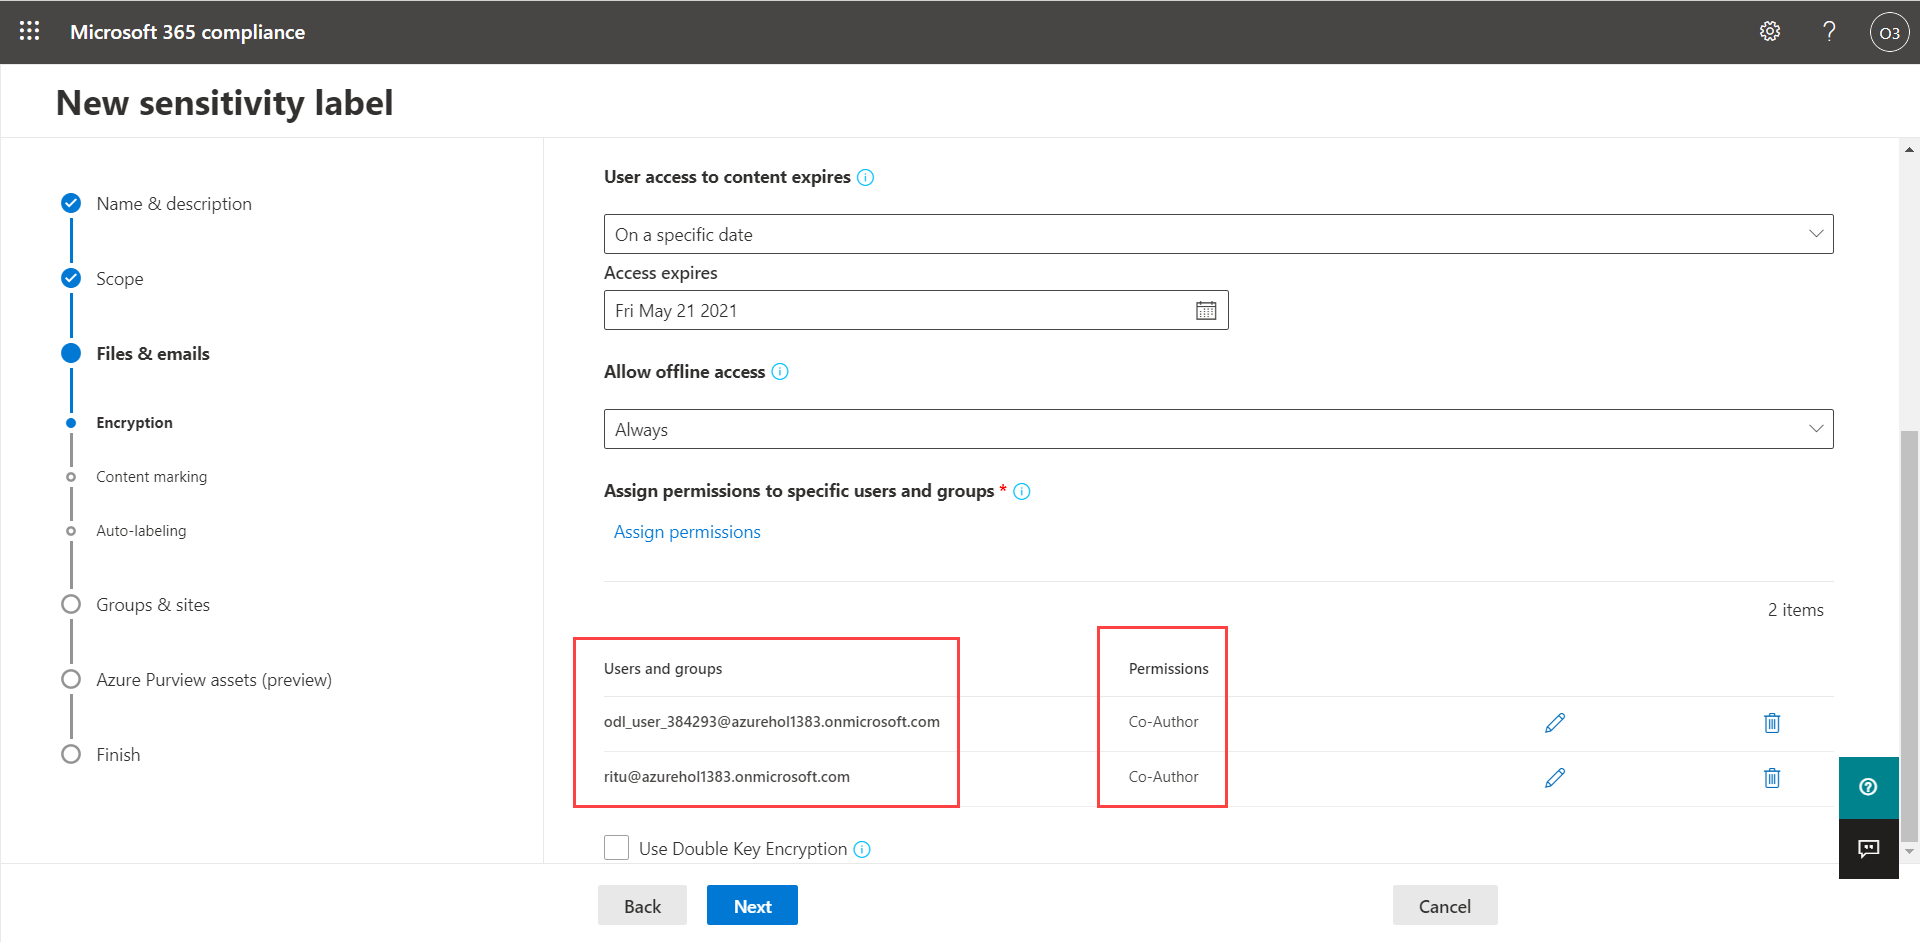 Microsoft 365 compliance
?
O3
New sensitivity label
Name & description
Scope
Files & emails
Encryption
Content marking
Auto-labeling
Groups & sites
Azure Purview assets (preview)
Finish
User access to content expires
On a specific date
Access expires
Fri May 21 2021
Allow offline access
Always
Assign permissions to specific users and groups *
Assign permissions
2 items
Users and groups Permissions
odl_user_384293@azurehol1383.onmicrosoft.com Co-Author
ritu@azurehol1383.onmicrosoft.com Co-Author
Use Double Key Encryption
Back Next Cancel